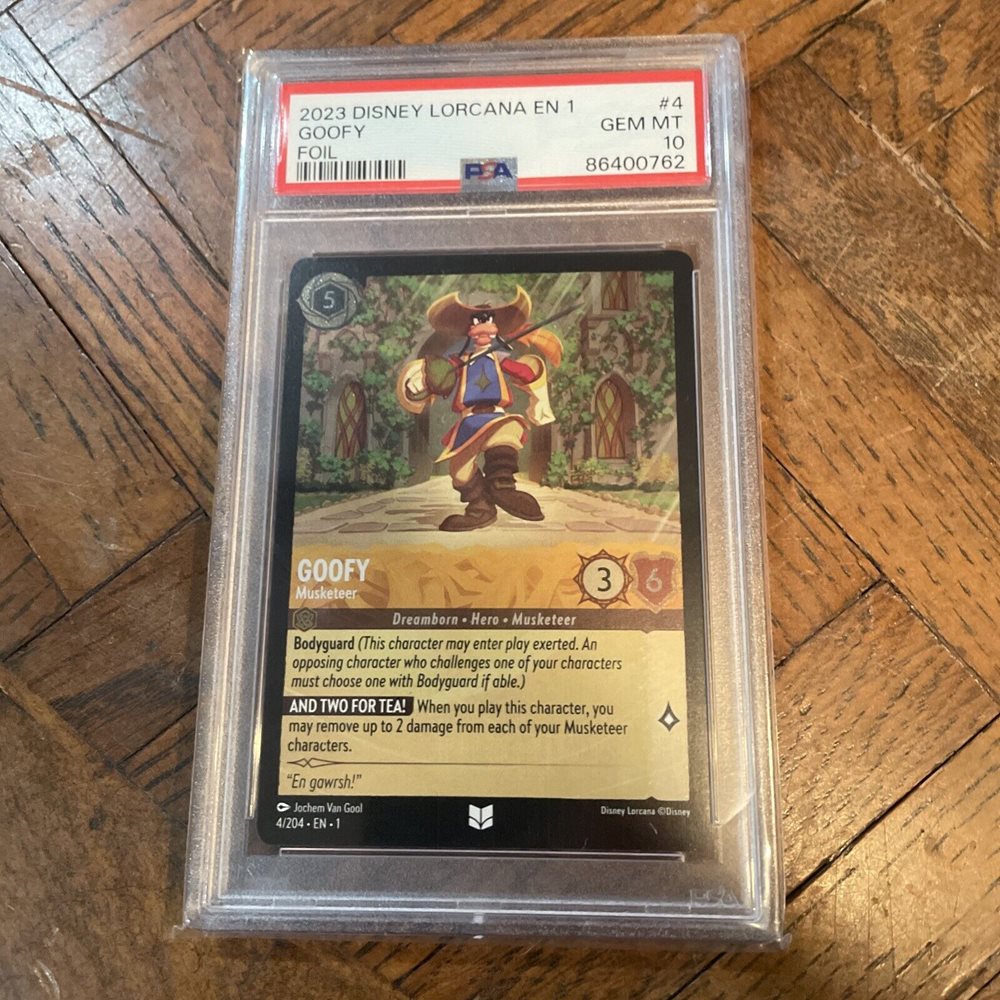 2023 DISNEY LORCANA EN 1 #4
GOOFY GEM MT
FOIL 10
PSA 86400762
5
GOOFY
Musketeer
3 6
Dreamborn • Hero • Musketeer
Bodyguard (This character may enter play exerted. An
opposing character who challenges one of your characters
must choose one with Bodyguard if able.)
AND TWO FOR TEA! When you play this character, you
may remove up to 2 damage from each of your Musketeer
characters.
“En gawrsh!”
Jochem Van Gool
Disney Lorcana ©Disney
4/204 • EN • 1